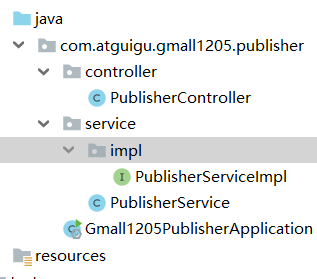 java
com.atguigu.gmall1205.publisher
controller
PublisherController
service
impl
PublisherServiceImpl
PublisherService
Gmall1205PublisherApplication
resources